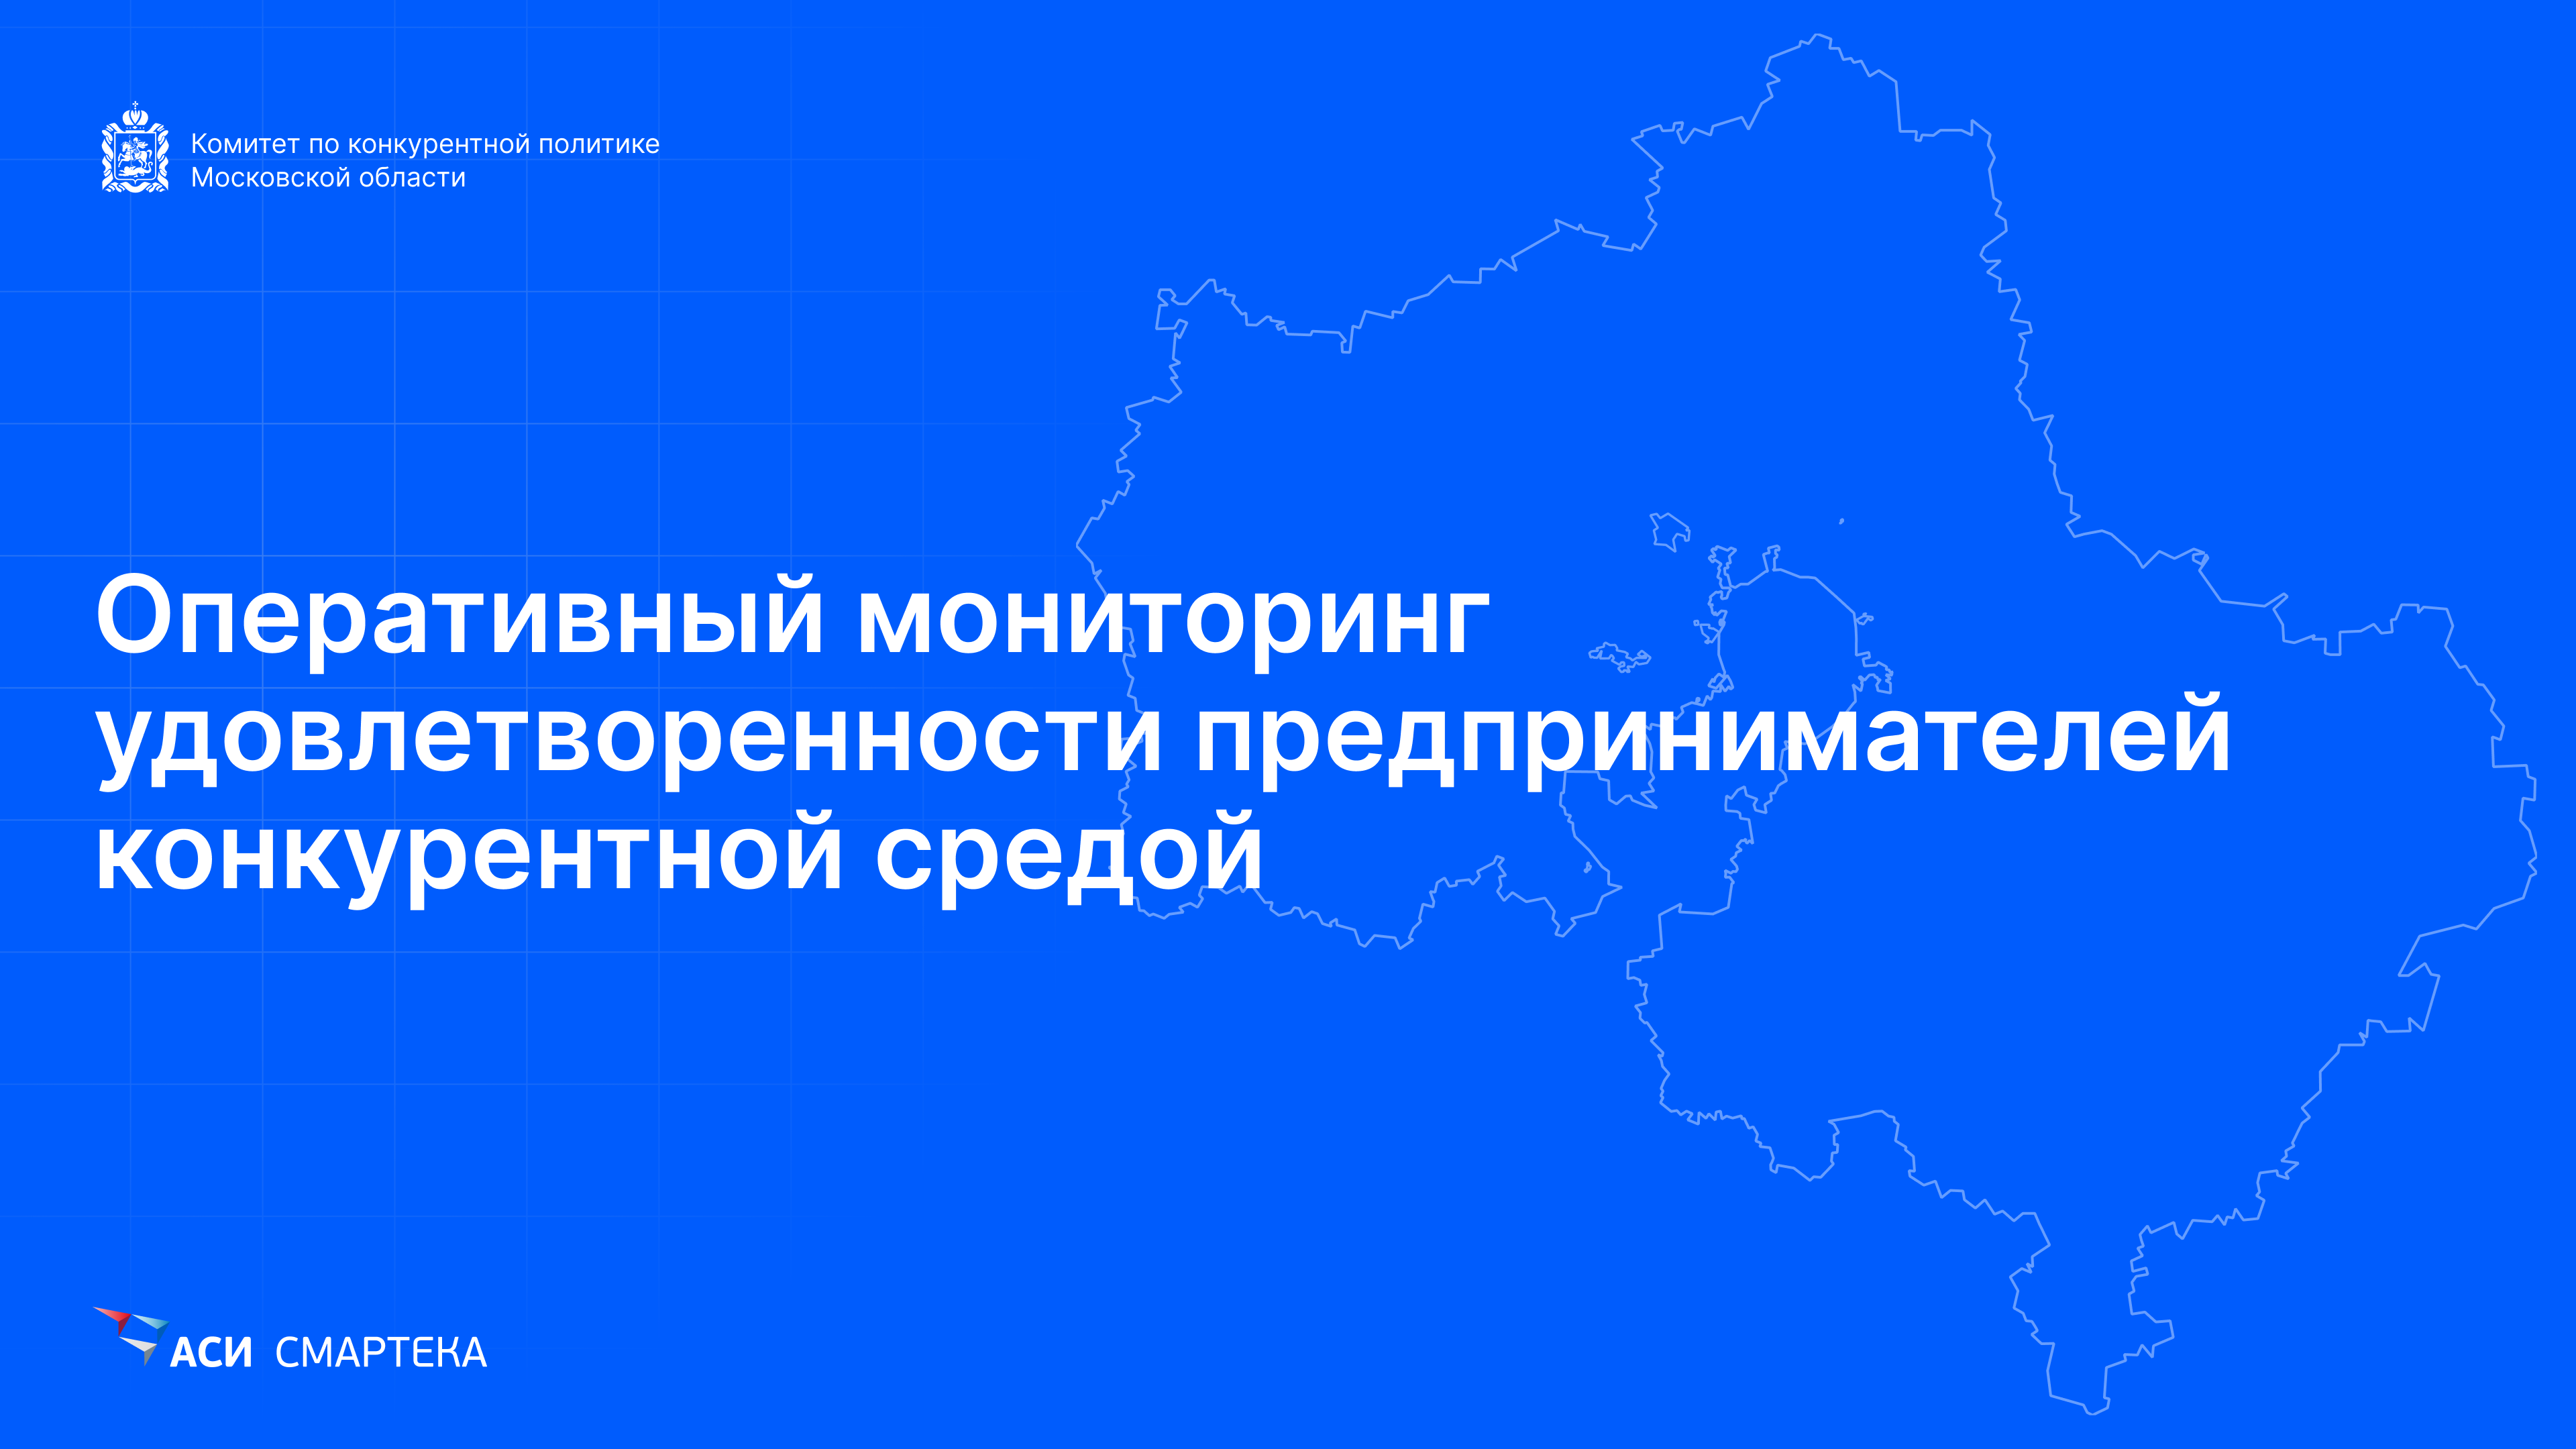 Комитет по конкурентной политике
Московской области
Оперативный мониторинг
удовлетворенности предпринимателей
конкурентной средой
АСИ СМАРТЕКА